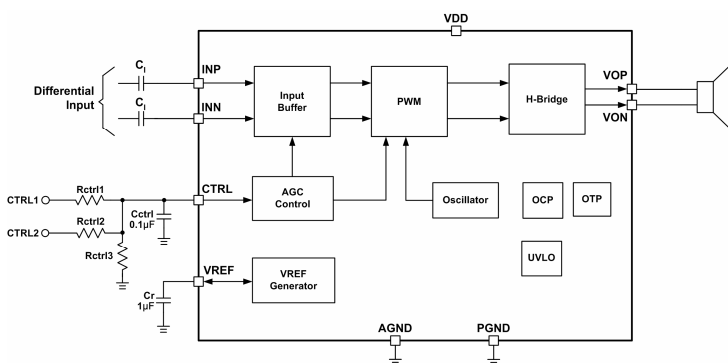 VDD
Differential
Input
CI
CI
INP
INN
Input
Buffer
PWM
H-Bridge
VOP
VON
CTRL1
Rctrl1
CTRL2
Rctrl2
Rctrl3
Cctrl
0.1µF
CTRL
AGC
Control
Oscillator
OCP
OTP
UVLO
VREF
Cr
1µF
VREF
Generator
AGND
PGND